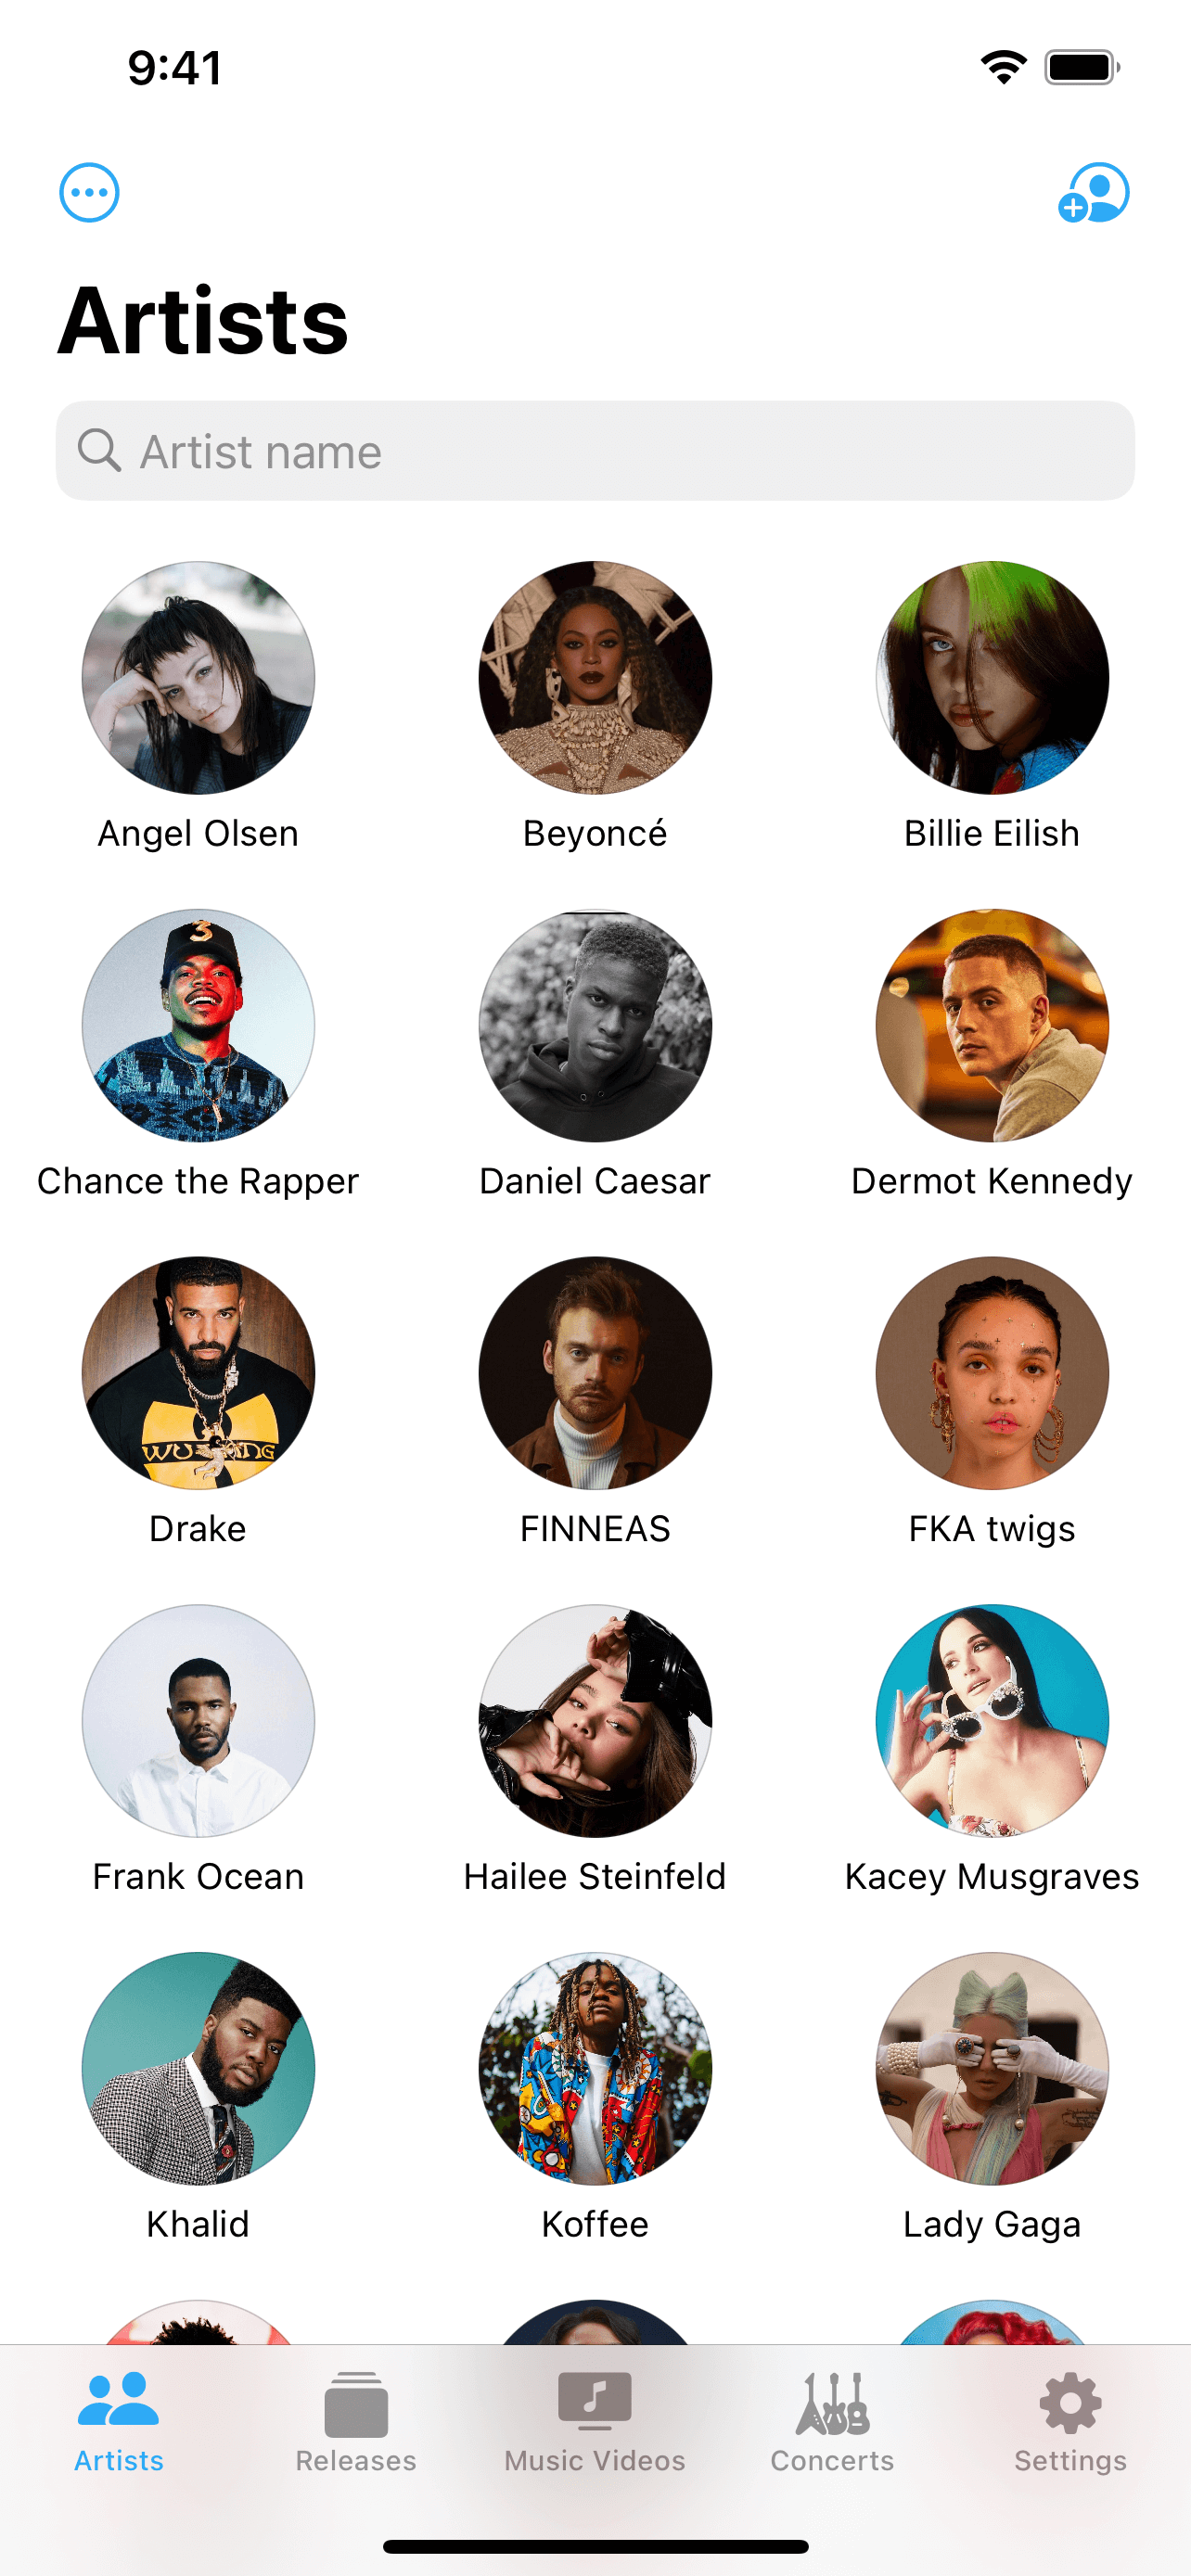 9:41
Artists
Artist name
Angel Olsen
Beyoncé
Billie Eilish
3
Chance the Rapper
Daniel Caesar
Dermot Kennedy
Drake
FINNEAS
FKA twigs
Frank Ocean
Hailee Steinfeld
Kacey Musgraves
Khalid
Koffee
Lady Gaga
Artists
Releases
Music Videos
Concerts
Settings